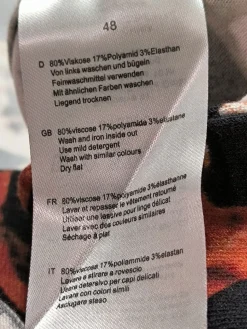 48
D 80%Viskose 17%Polyamid 3%Elasthan
Von links waschen und bügeln
Feinwaschmittel verwenden
Mit ähnlichen Farben waschen
Liegend trocknen
GB 80%viscose 17%polyamide 3%elastane
Wash and iron inside out
Use mild detergent
Wash with similar colours
Dry flat
FR 80%viscose 17%polyamide 3%élasthanne
Laver et repasser le vêtement retourné
Utiliser une lessive pour linge délicat
Laver avec des couleurs similaires
Séchage à plat
IT 80%viscose 17%poliammide 3%elastan
Lavare e stirare a rovescio
Usare detersivo per capi delicati
Lavare con colori simili
Asciugare steso